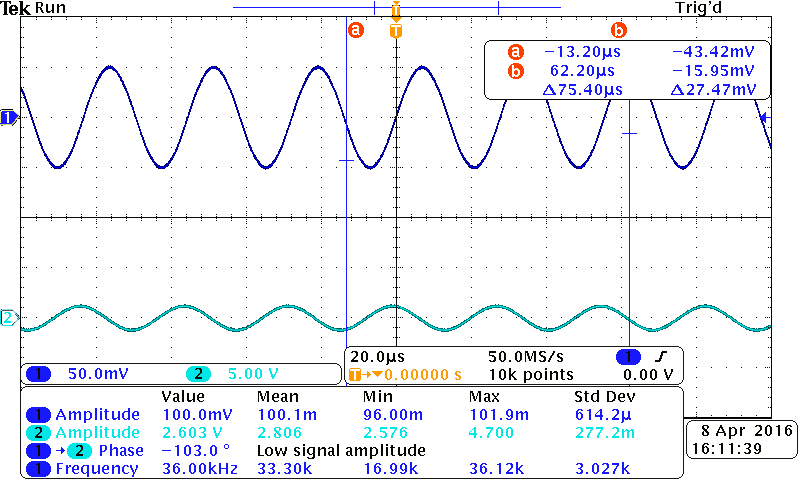 Tek Run Trig'd
T
a T b
a −13.20µs −43.42mV
b 62.20µs −15.95mV
Δ75.40µs Δ27.47mV
1
2
1 50.0mV 2 5.00 V
20.0µs 50.0MS/s 1
T→▼0.00000 s 10k points 0.00 V
Value Mean Min Max Std Dev
1 Amplitude 100.0mV 100.1m 96.00m 101.9m 614.2µ
2 Amplitude 2.603 V 2.806 2.576 4.700 277.2m
1 → 2 Phase −103.0 ° Low signal amplitude
1 Frequency 36.00kHz 33.30k 16.99k 36.12k 3.027k
8 Apr 2016
16:11:39